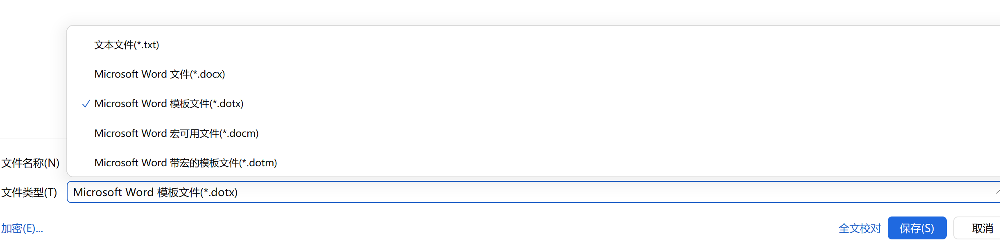 文本文件(*.txt)
Microsoft Word 文件(*.docx)
Microsoft Word 模板文件(*.dotx)
Microsoft Word 宏可用文件(*.docm)
Microsoft Word 带宏的模板文件(*.dotm)
文件名称(N)
文件类型(T) Microsoft Word 模板文件(*.dotx)
加密(E)... 全文校对 保存(S) 取消